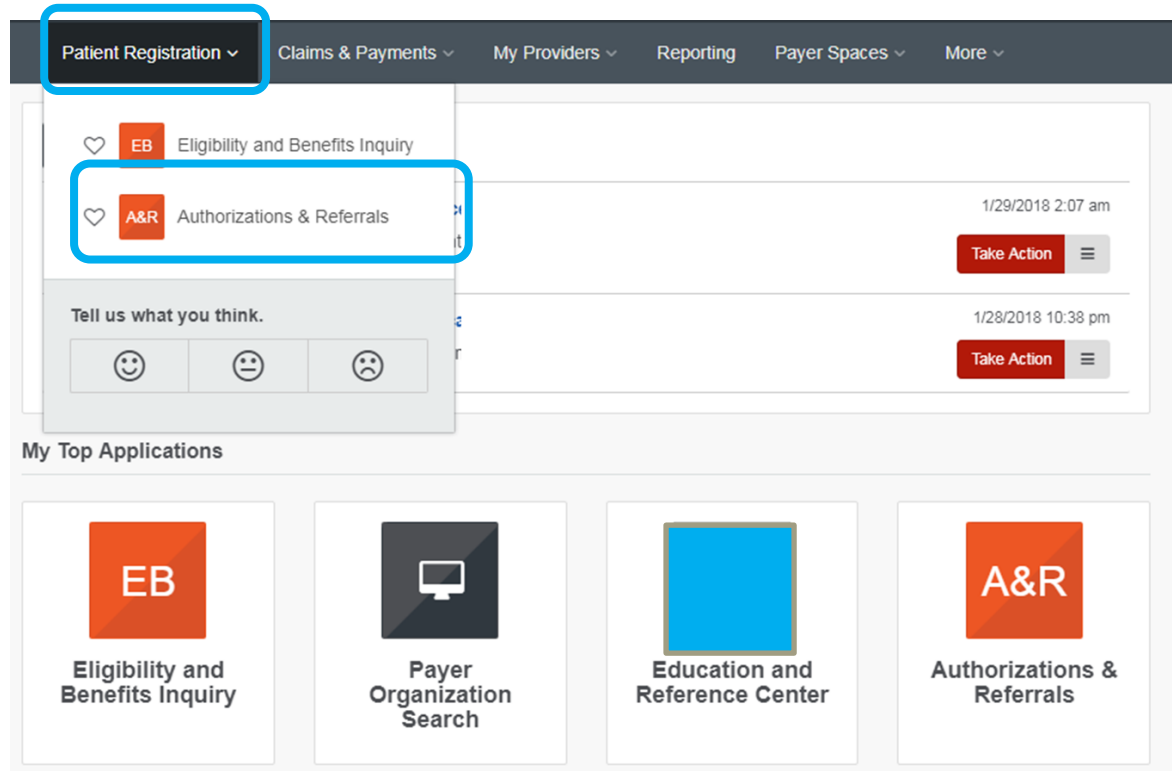 Patient Registration
Claims & Payments
My Providers
Reporting
Payer Spaces
More
EB
Eligibility and Benefits Inquiry
A&R
Authorizations & Referrals
1/29/2018 2:07 am
Take Action
Tell us what you think.
1/28/2018 10:38 pm
Take Action
My Top Applications
EB
Eligibility and
Benefits Inquiry
Payer
Organization
Search
Education and
Reference Center
A&R
Authorizations &
Referrals